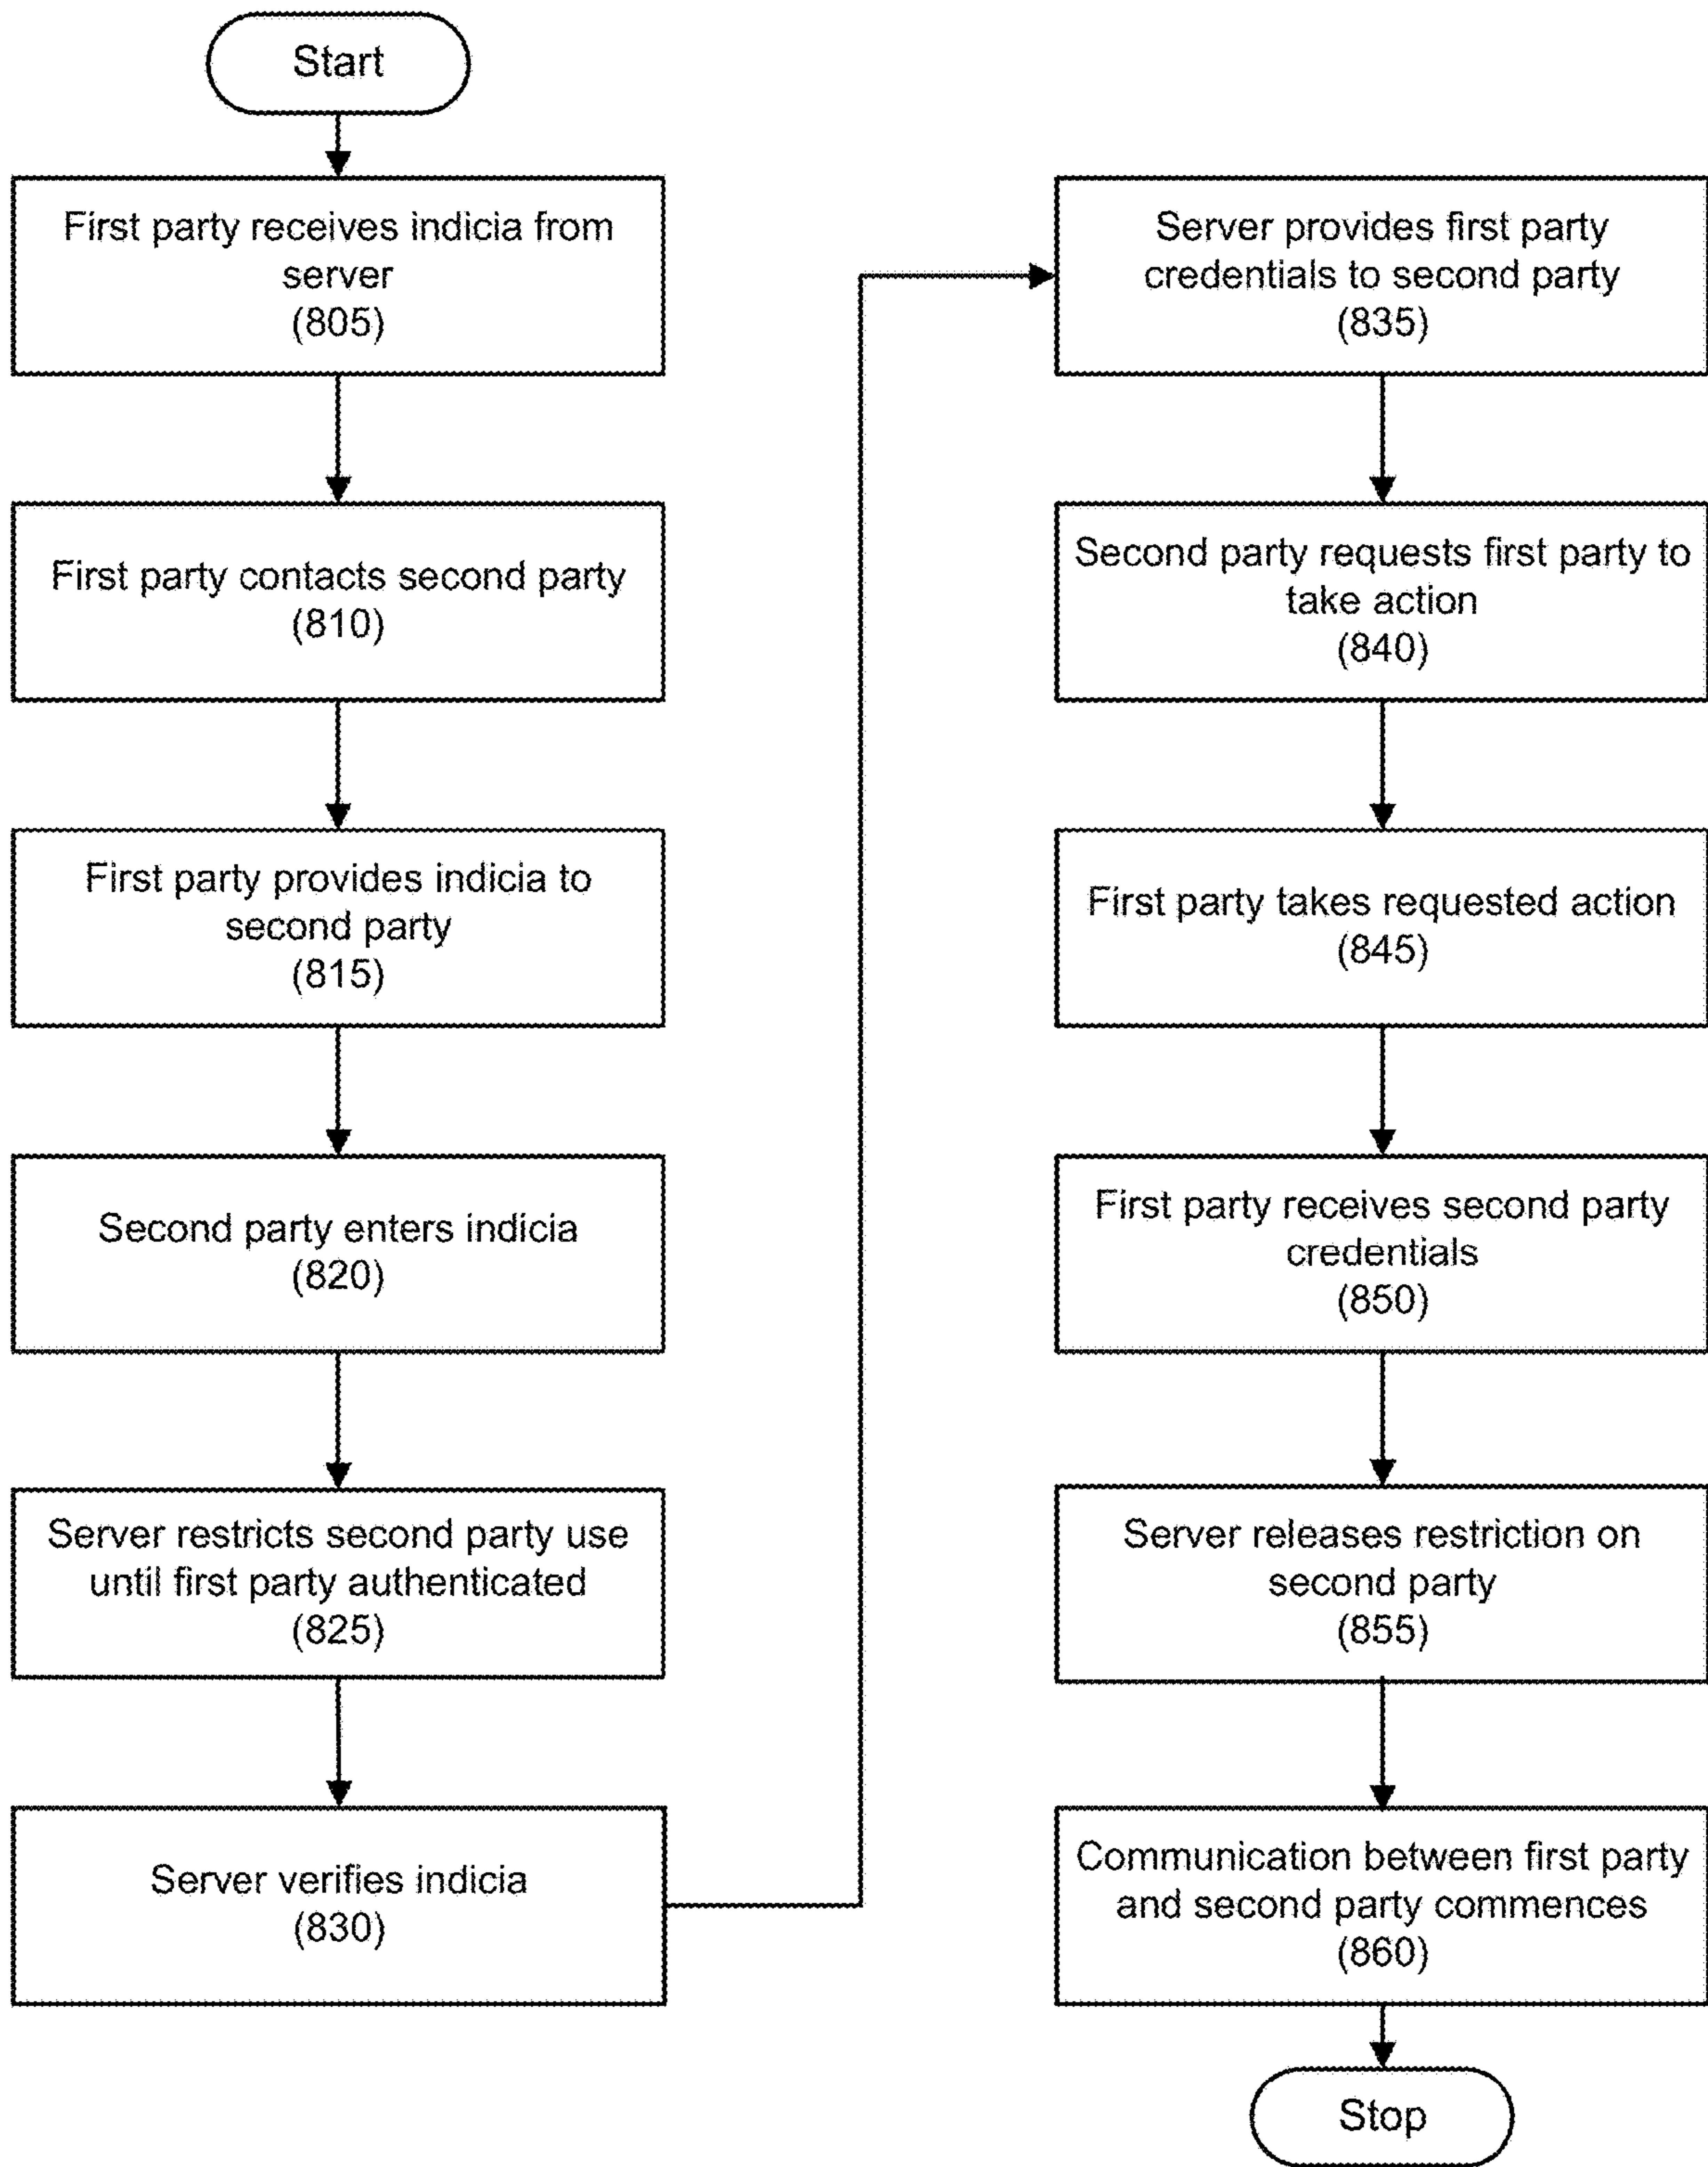 Start
First party receives indicia from
server
(805)
First party contacts second party
(810)
First party provides indicia to
second party
(815)
Second party enters indicia
(820)
Server restricts second party use
until first party authenticated
(825)
Server verifies indicia
(830)
Server provides first party
credentials to second party
(835)
Second party requests first party to
take action
(840)
First party takes requested action
(845)
First party receives second party
credentials
(850)
Server releases restriction on
second party
(855)
Communication between first party
and second party commences
(860)
Stop